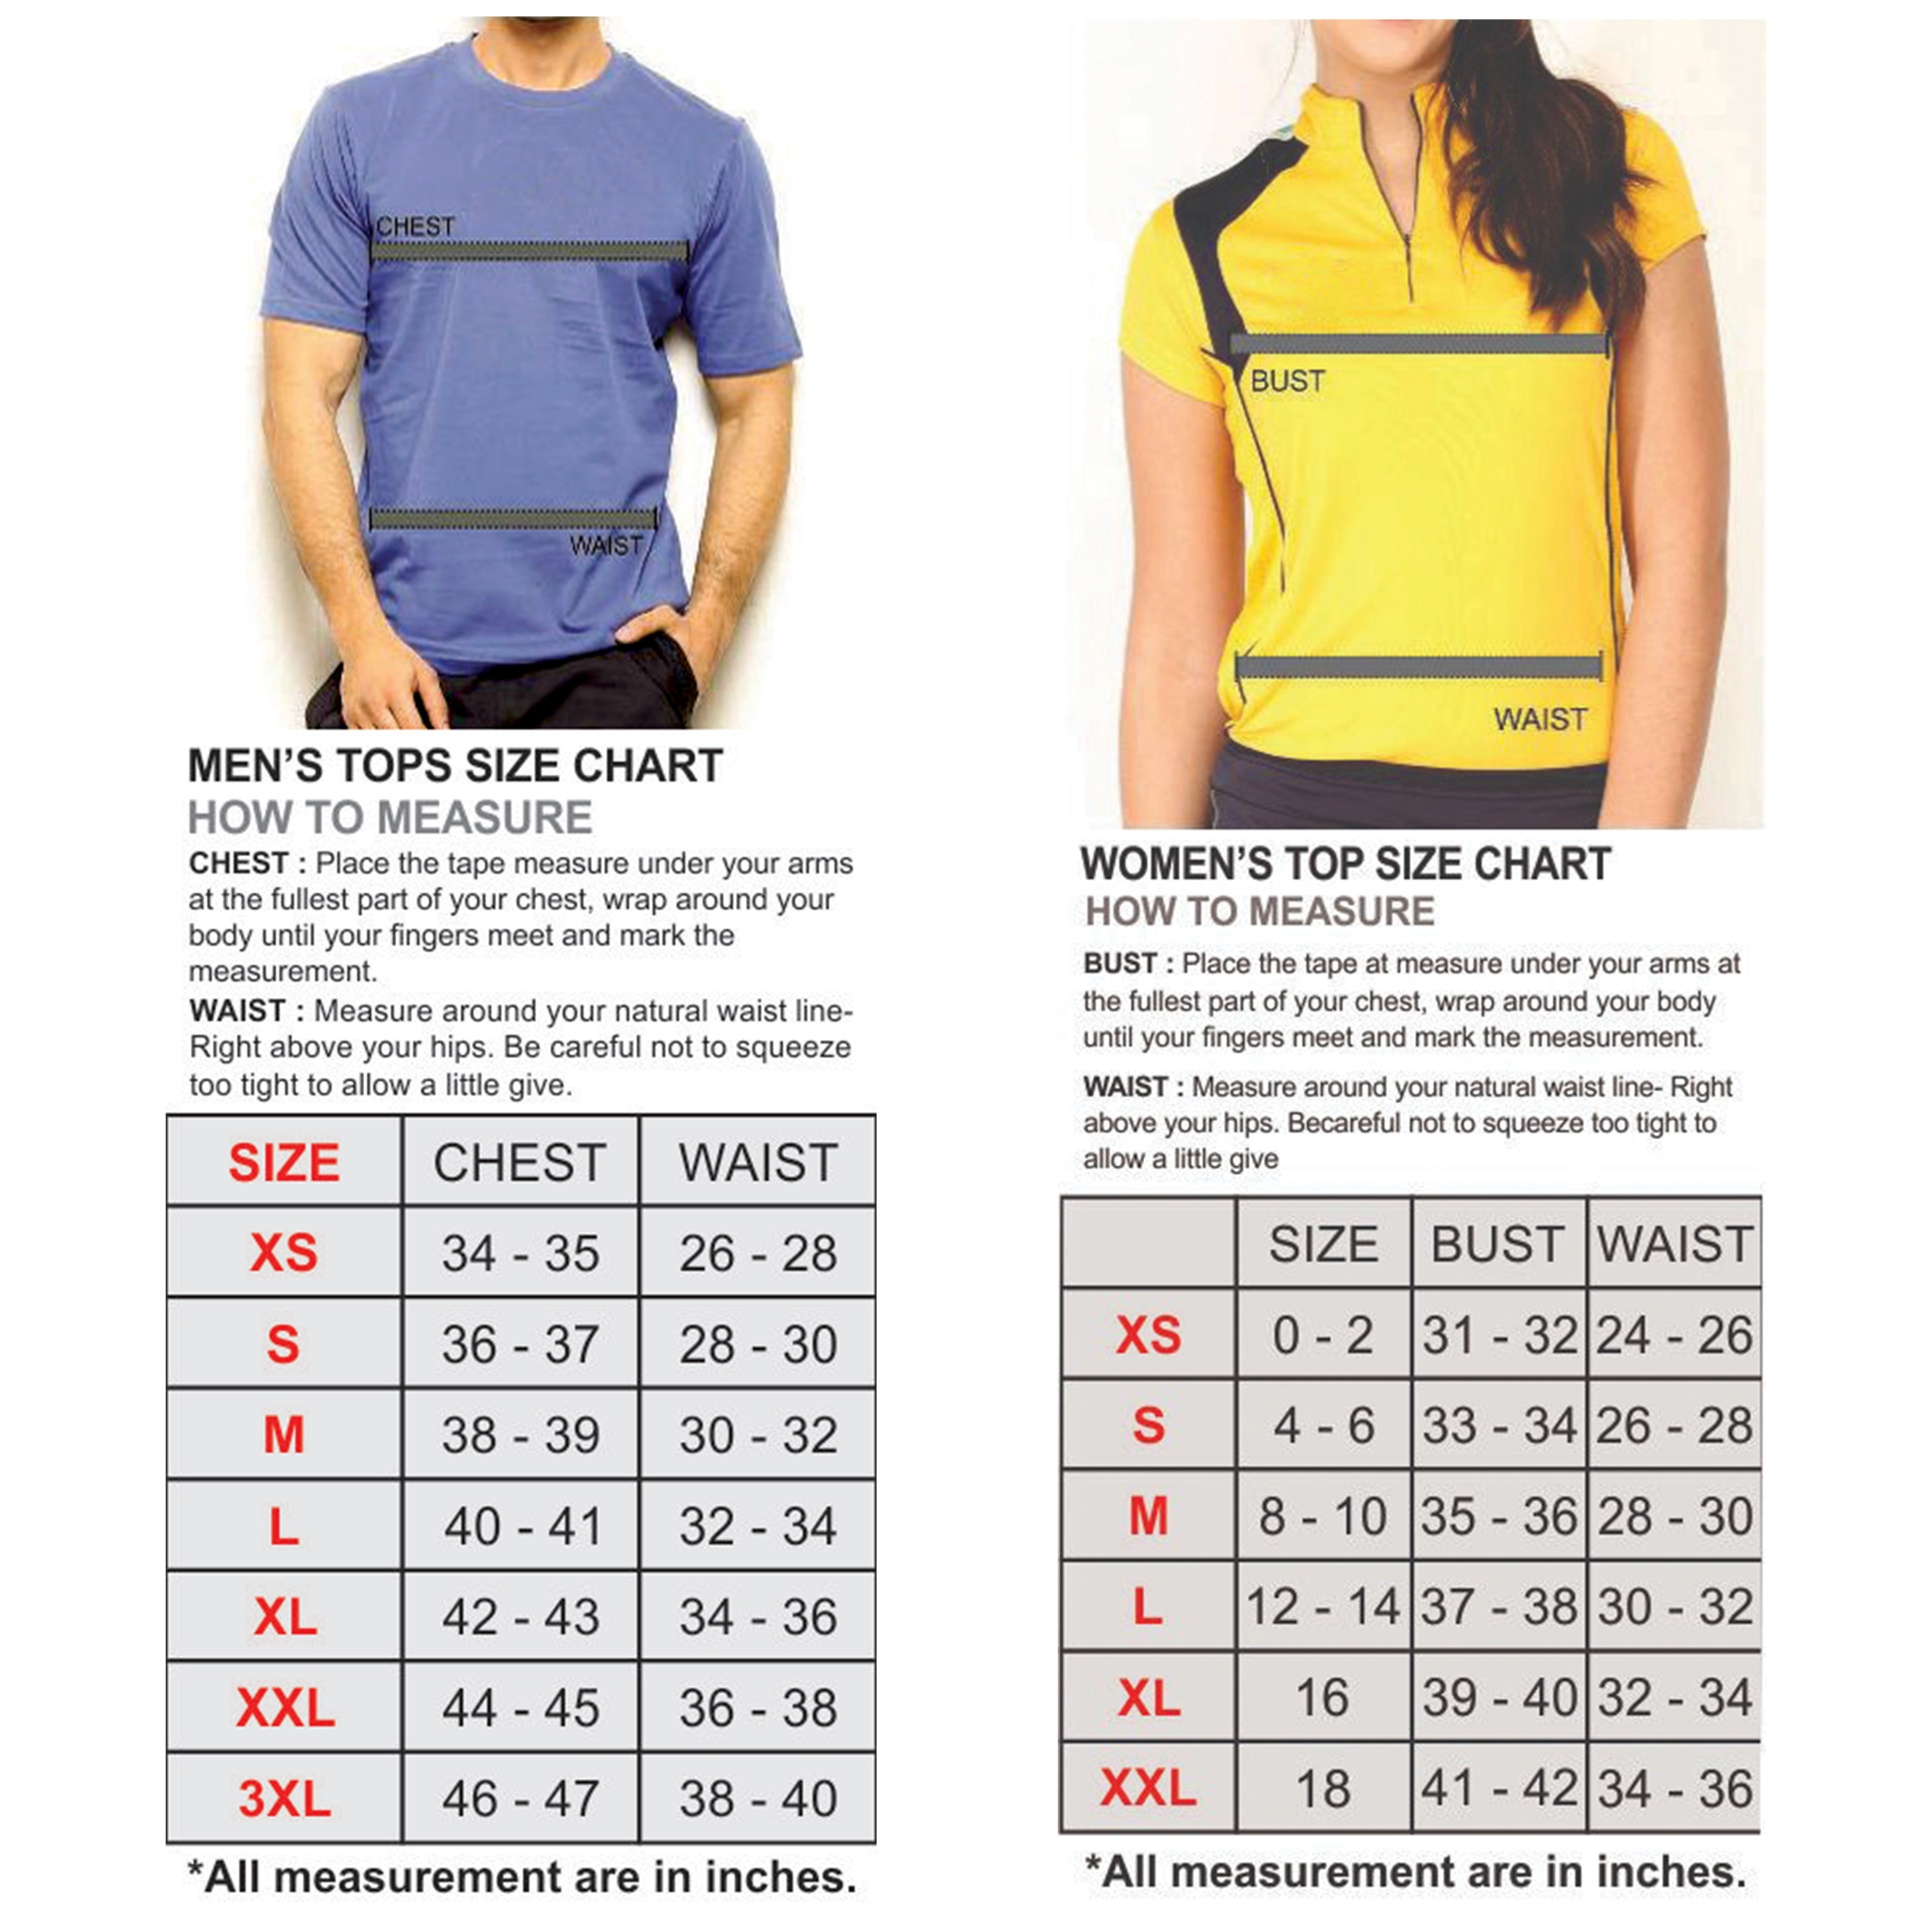 CHEST
WAIST
MEN'S TOPS SIZE CHART
HOW TO MEASURE
CHEST : Place the tape measure under your arms
at the fullest part of your chest, wrap around your
body until your fingers meet and mark the
measurement.
WAIST : Measure around your natural waist line-
Right above your hips. Be careful not to squeeze
too tight to allow a little give.
SIZE CHEST WAIST
XS 34 - 35 26 - 28
S 36 - 37 28 - 30
M 38 - 39 30 - 32
L 40 - 41 32 - 34
XL 42 - 43 34 - 36
XXL 44 - 45 36 - 38
3XL 46 - 47 38 - 40
*All measurement are in inches.
BUST
WAIST
WOMEN'S TOP SIZE CHART
HOW TO MEASURE
BUST : Place the tape at measure under your arms at
the fullest part of your chest, wrap around your body
until your fingers meet and mark the measurement.
WAIST : Measure around your natural waist line- Right
above your hips. Becareful not to squeeze too tight to
allow a little give
SIZE BUST WAIST
XS 0 - 2 31 - 32 24 - 26
S 4 - 6 33 - 34 26 - 28
M 8 - 10 35 - 36 28 - 30
L 12 - 14 37 - 38 30 - 32
XL 16 39 - 40 32 - 34
XXL 18 41 - 42 34 - 36
*All measurement are in inches.